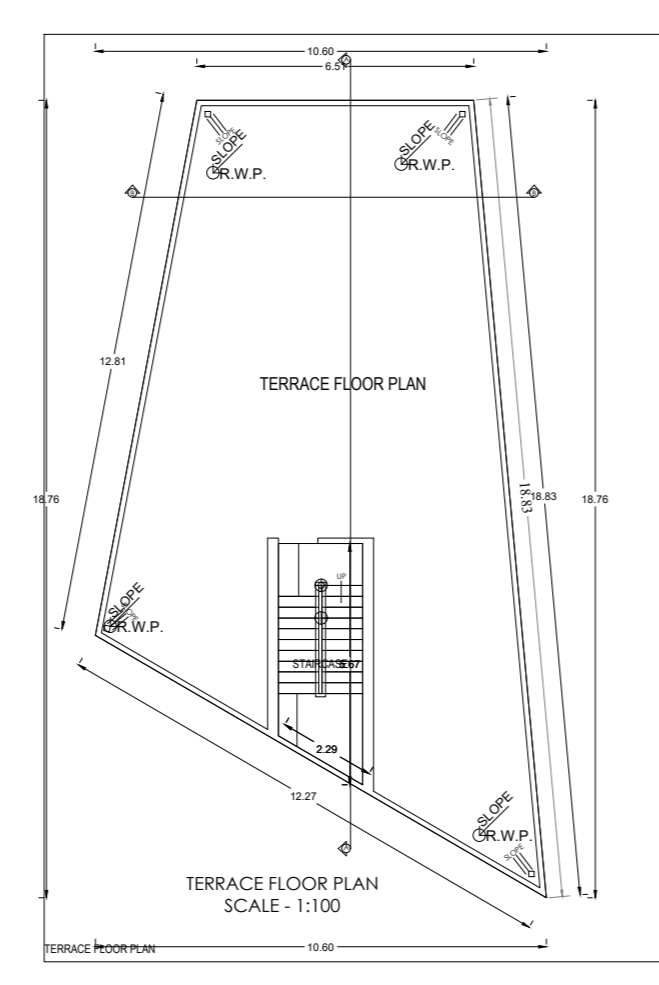 10.60
A
6.51
SLOPE
SLOPE
R.W.P.
SLOPE
SLOPE
R.W.P.
B
B
12.81
TERRACE FLOOR PLAN
18.76
18.83
18.83
18.76
UP
SLOPE
SLOPE
R.W.P.
STAIRCASE
5.67
2.29
12.27
SLOPE
R.W.P.
SLOPE
A
TERRACE FLOOR PLAN
SCALE - 1:100
TERRACE FLOOR PLAN
10.60